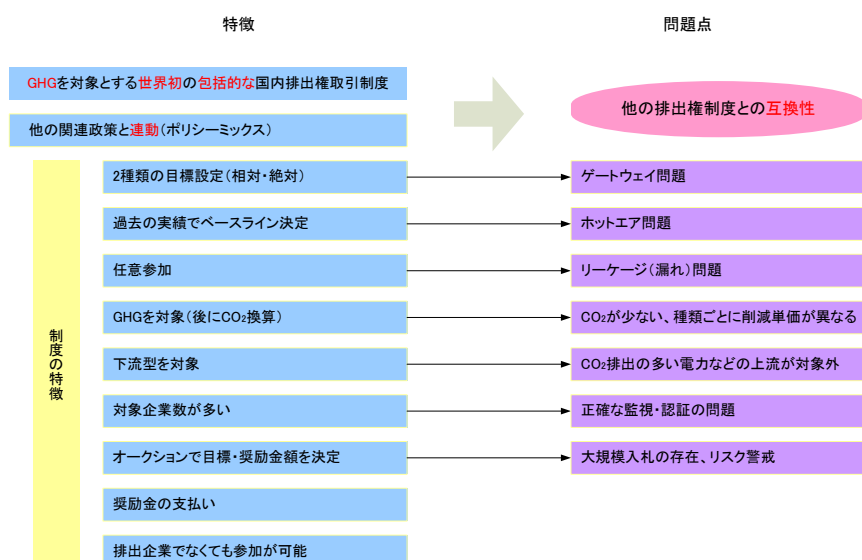 特徴
問題点
GHGを対象とする世界初の包括的な国内排出権取引制度
他の排出権制度との互換性
他の関連政策と連動(ポリシーミックス)
制度の特徴
2種類の目標設定(相対・絶対)
ゲートウェイ問題
過去の実績でベースライン決定
ホットエア問題
任意参加
リーケージ(漏れ)問題
GHGを対象(後にCO₂換算)
CO₂が少ない、種類ごとに削減単価が異なる
下流型を対象
CO₂排出の多い電力などの上流が対象外
対象企業数が多い
正確な監視・認証の問題
オークションで目標・奨励金額を決定
大規模入札の存在、リスク警戒
奨励金の支払い
排出企業でなくても参加が可能